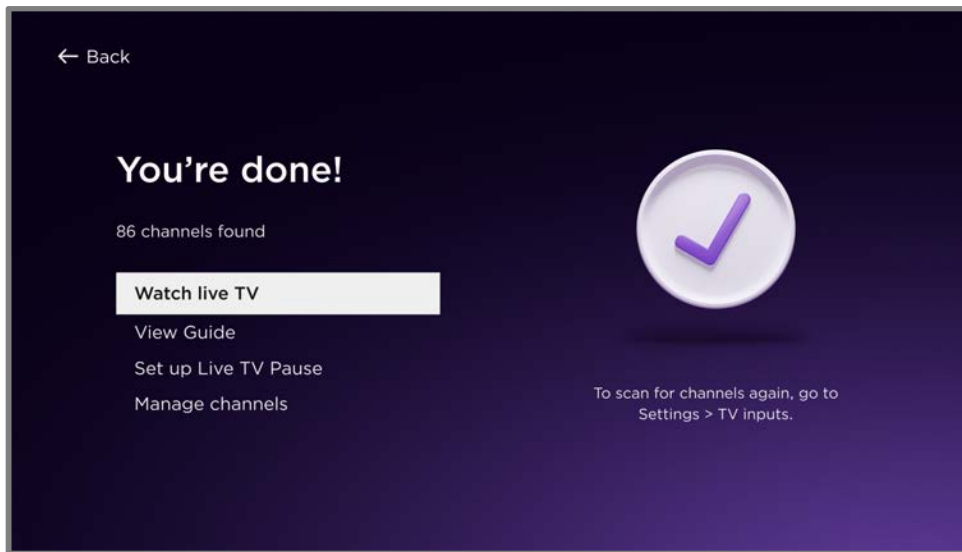 ← Back
You’re done!
86 channels found
Watch live TV
View Guide
Set up Live TV Pause
Manage channels
To scan for channels again, go to
Settings > TV inputs.